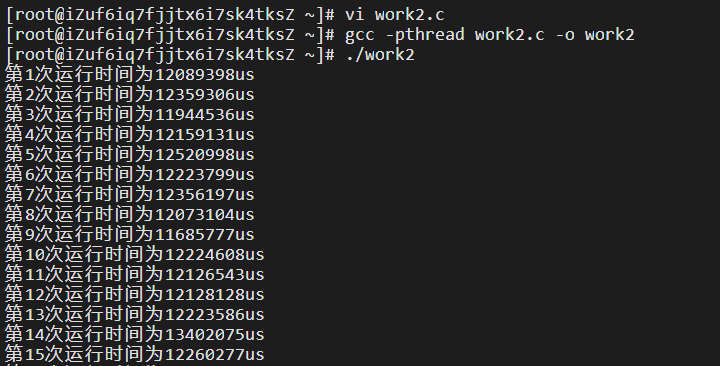 [root@iZuf6iq7fjjtx6i7sk4tksZ ~]# vi work2.c
[root@iZuf6iq7fjjtx6i7sk4tksZ ~]# gcc -pthread work2.c -o work2
[root@iZuf6iq7fjjtx6i7sk4tksZ ~]# ./work2
第1次运行时间为12089398us
第2次运行时间为12359306us
第3次运行时间为11944536us
第4次运行时间为12159131us
第5次运行时间为12520998us
第6次运行时间为12223799us
第7次运行时间为12356197us
第8次运行时间为12073104us
第9次运行时间为11685777us
第10次运行时间为12224608us
第11次运行时间为12126543us
第12次运行时间为12128128us
第13次运行时间为12223586us
第14次运行时间为13402075us
第15次运行时间为12260277us